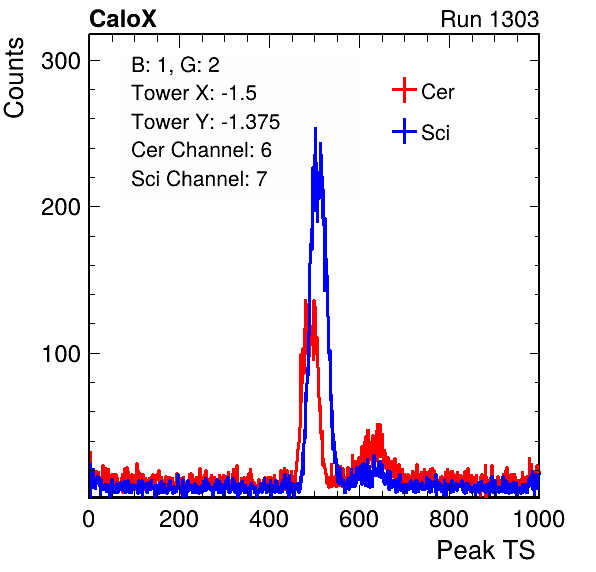 CaloX Run 1303
B: 1, G: 2
Tower X: -1.5
Tower Y: -1.375
Cer Channel: 6
Sci Channel: 7
Cer
Sci
Counts
300
200
100
0 200 400 600 800 1000
Peak TS